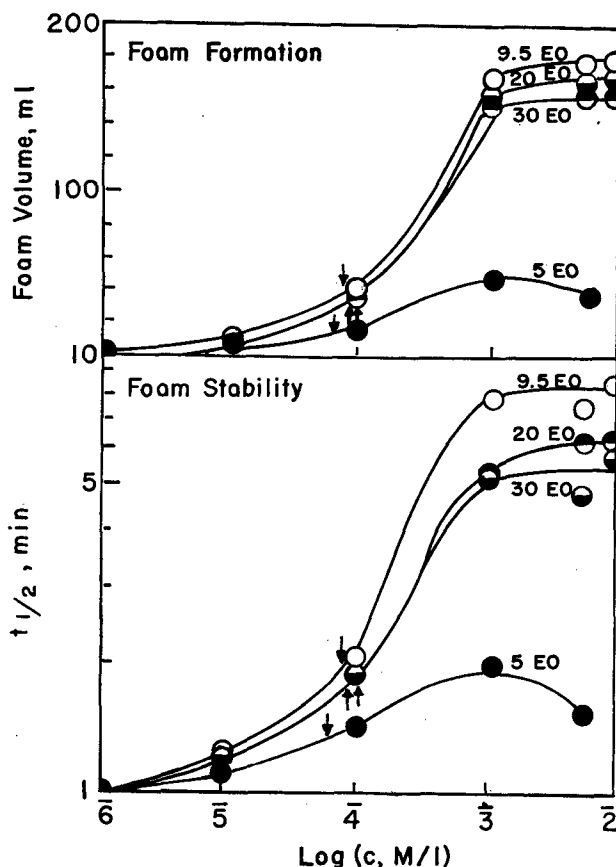 200
Foam Formation
9.5 EO
20 EO
30 EO
100
Foam Volume, ml
5 EO
10
Foam Stability
9.5 EO
20 EO
5
30 EO
t 1/2, min
5 EO
1
6̄ 5̄ 4̄ 3̄ 2̄
Log (c, M/l)